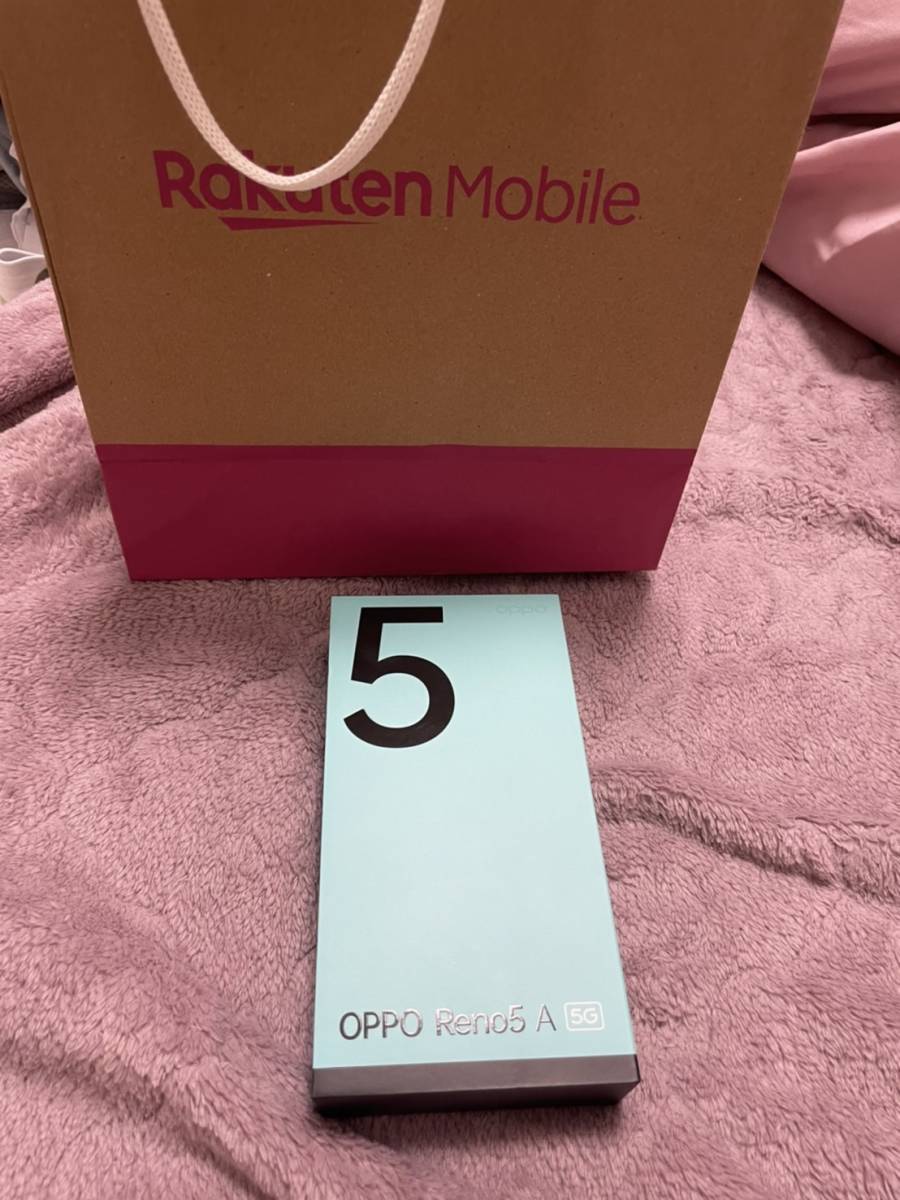 Rakuten Mobile
oppo
5
OPPO Reno5 A 5G